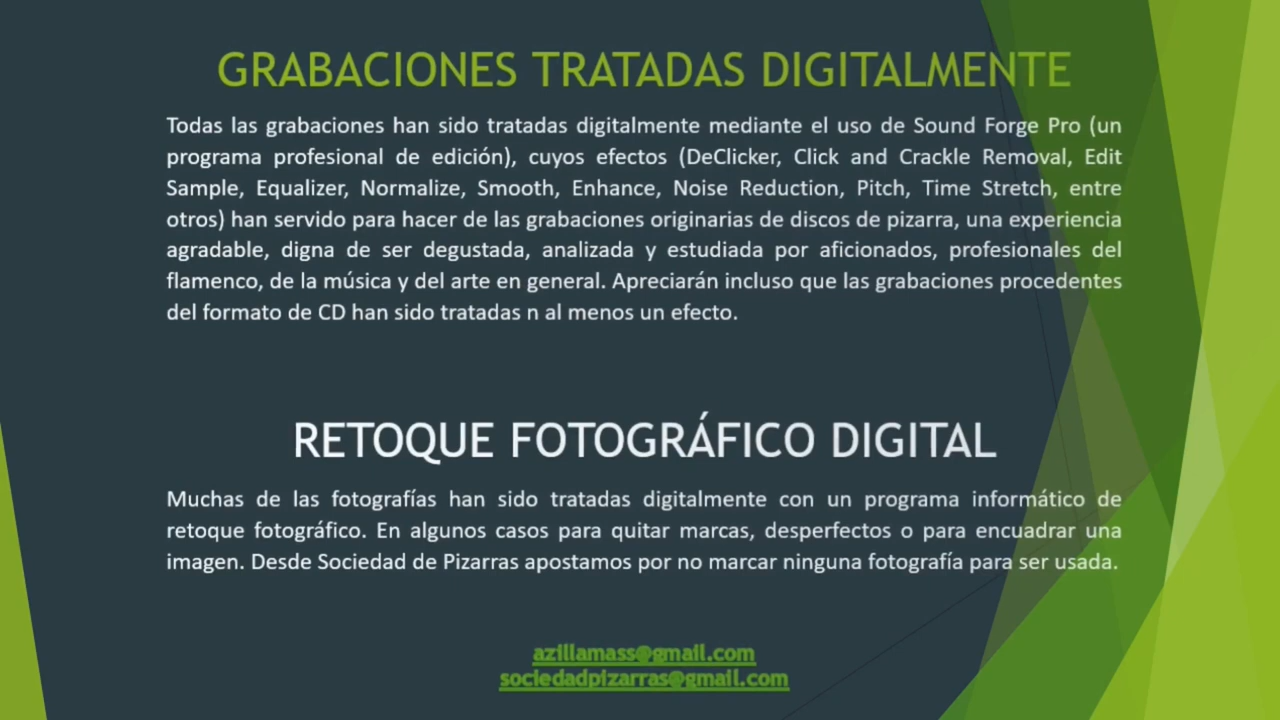 GRABACIONES TRATADAS DIGITALMENTE
Todas las grabaciones han sido tratadas digitalmente mediante el uso de Sound Forge Pro (un
programa profesional de edición), cuyos efectos (DeClicker, Click and Crackle Removal, Edit
Sample, Equalizer, Normalize, Smooth, Enhance, Noise Reduction, Pitch, Time Stretch, entre
otros) han servido para hacer de las grabaciones originarias de discos de pizarra, una experiencia
agradable, digna de ser degustada, analizada y estudiada por aficionados, profesionales del
flamenco, de la música y del arte en general. Apreciarán incluso que las grabaciones procedentes
del formato de CD han sido tratadas n al menos un efecto.
RETOQUE FOTOGRÁFICO DIGITAL
Muchas de las fotografías han sido tratadas digitalmente con un programa informático de
retoque fotográfico. En algunos casos para quitar marcas, desperfectos o para encuadrar una
imagen. Desde Sociedad de Pizarras apostamos por no marcar ninguna fotografía para ser usada.
azillamass@gmail.com
sociedadpizarras@gmail.com